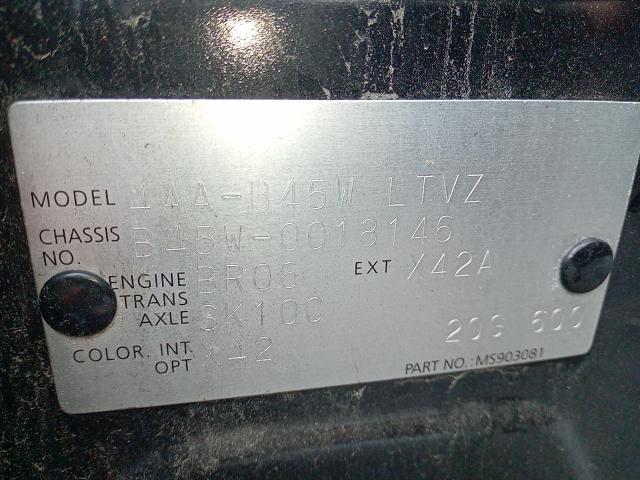 MODEL 4AA-B45W LTVZ
CHASSIS NO. B45W-0018146
ENGINE BR06 EXT X42A
TRANS AXLE SK10C
COLOR. INT X42
OPT 20G 600
PART NO.: MS903081